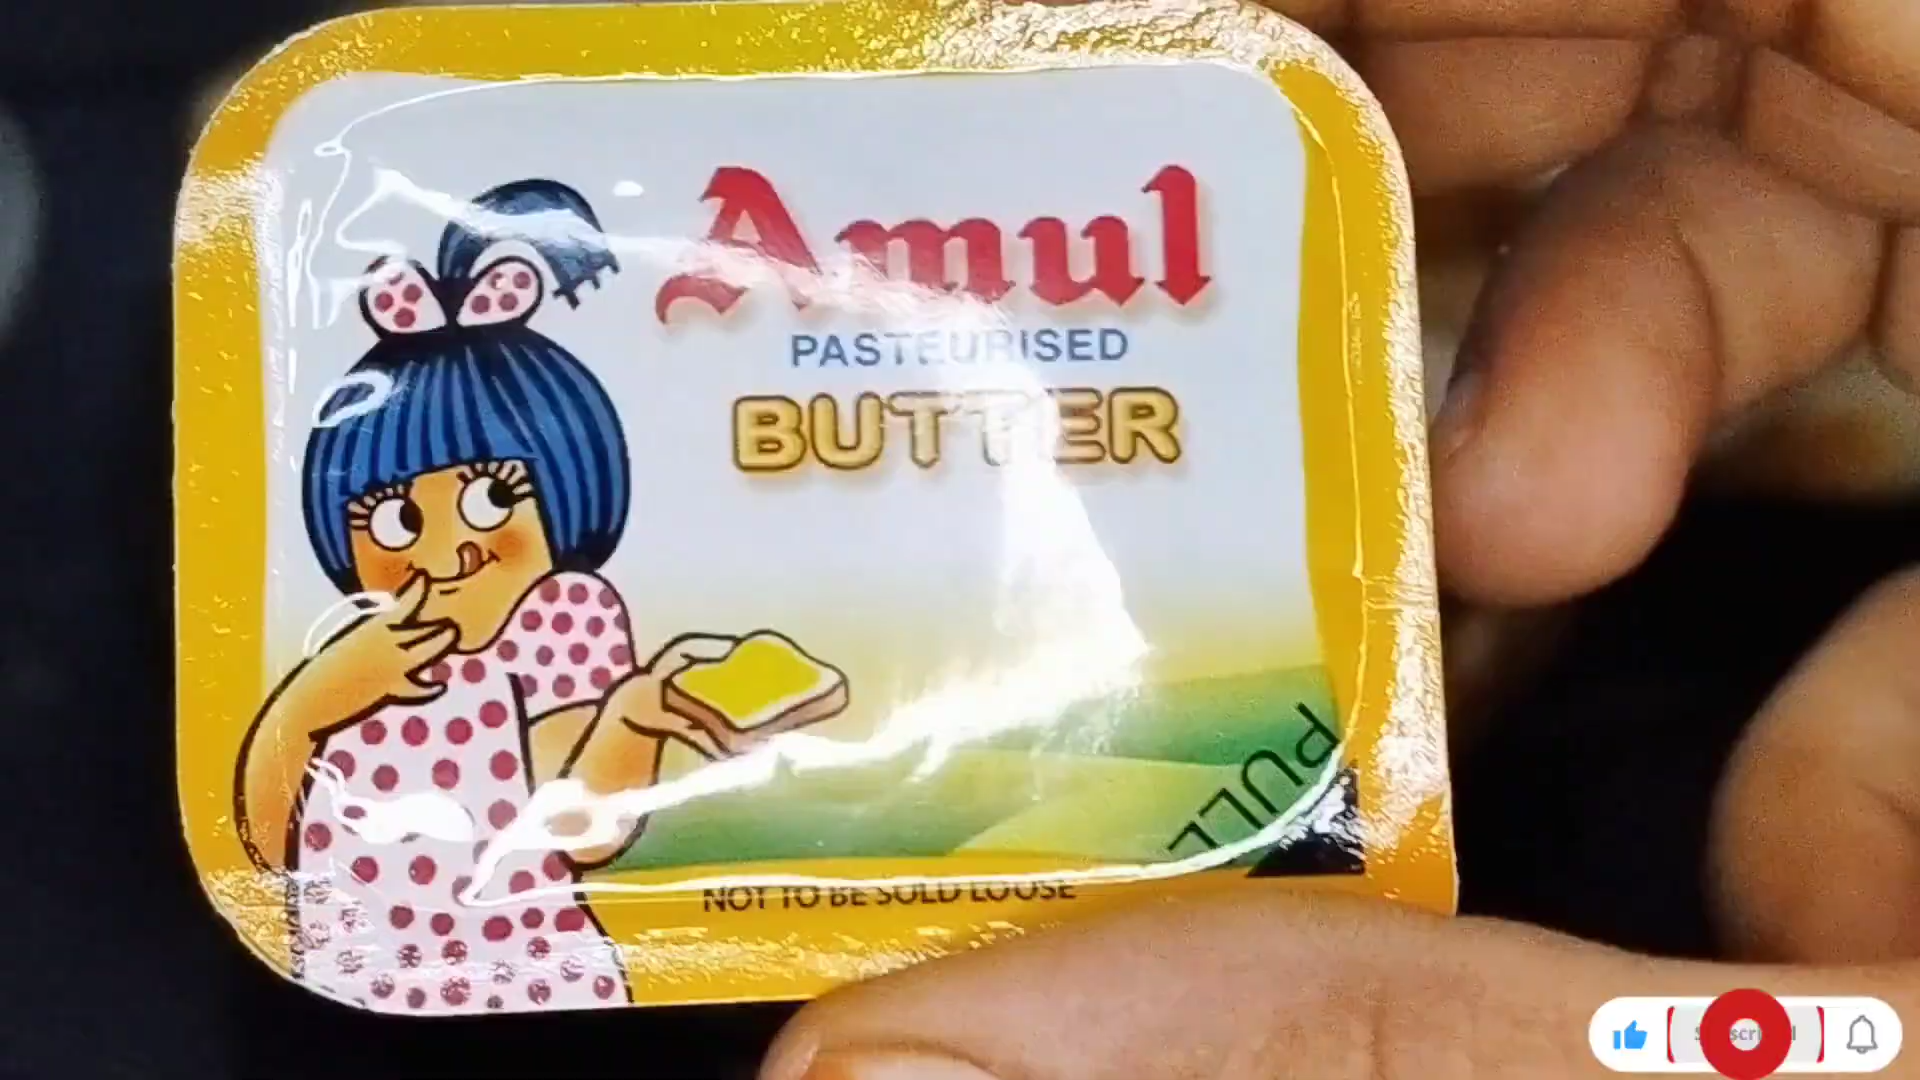 Amul
PASTEURISED
BUTTER
PULL
NOT TO BE SOLD LOOSE